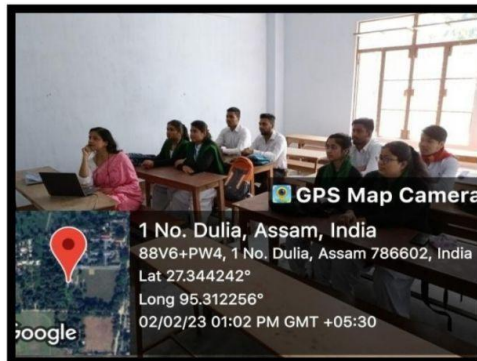 GPS Map Camera
1 No. Dulia, Assam, India
88V6+PW4, 1 No. Dulia, Assam 786602, India
Lat 27.344242°
Long 95.312256°
02/02/23 01:02 PM GMT +05:30
Google